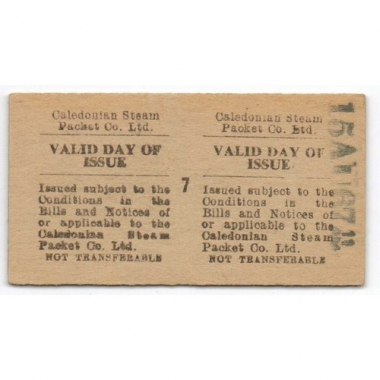 Caledonian Steam
Packet Co. Ltd.
VALID DAY OF
ISSUE
Issued subject to the
Conditions in the
Bills and Notices of
or applicable to the
Caledonian Steam
Packet Co. Ltd.
NOT TRANSFERABLE
7
Caledonian Steam
Packet Co. Ltd.
VALID DAY OF
ISSUE
Issued subject to the
Conditions in the
Bills and Notices of
or applicable to the
Caledonian Steam
Packet Co. Ltd.
NOT TRANSFERABLE